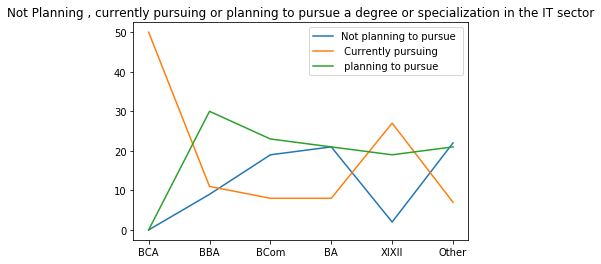 Not Planning , currently pursuing or planning to pursue a degree or specialization in the IT sector
Not planning to pursue
Currently pursuing
planning to pursue
50
40
30
20
10
0
BCA BBA BCom BA XIXII Other